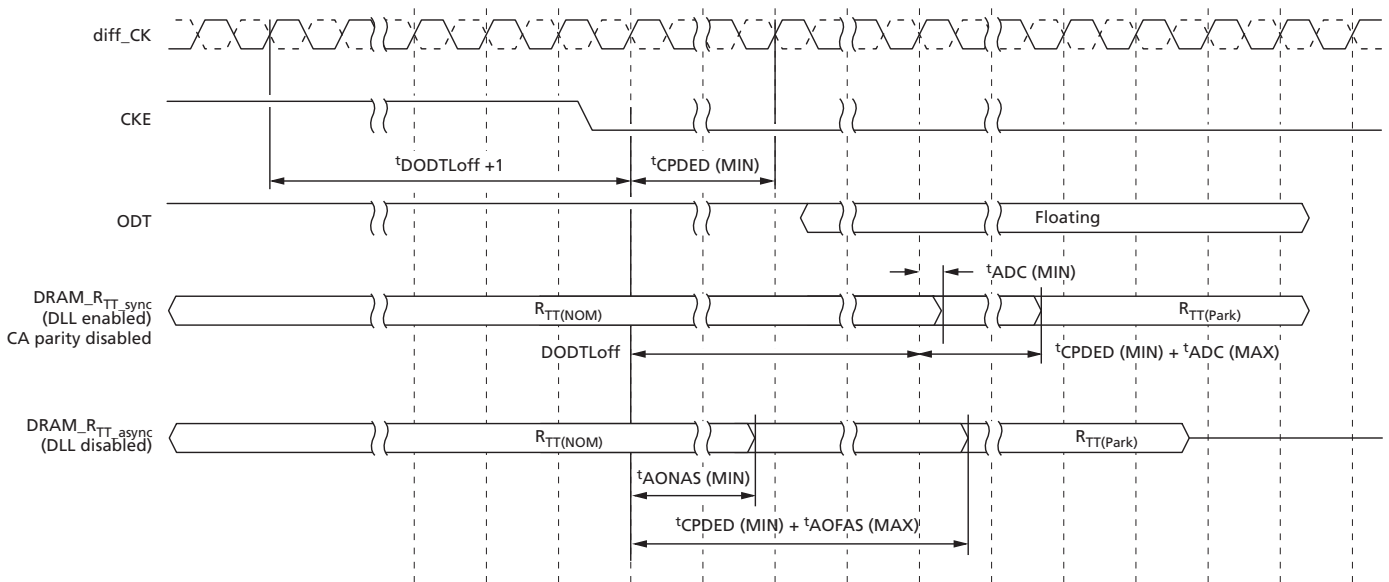 diff_CK
CKE
tDODTLoff +1
tCPDED (MIN)
ODT
Floating
tADC (MIN)
DRAM_RTT_sync
(DLL enabled)
CA parity disabled
RTT(NOM)
RTT(Park)
DODTLoff
tCPDED (MIN) + tADC (MAX)
DRAM_RTT_async
(DLL disabled)
RTT(NOM)
RTT(Park)
tAONAS (MIN)
tCPDED (MIN) + tAOFAS (MAX)